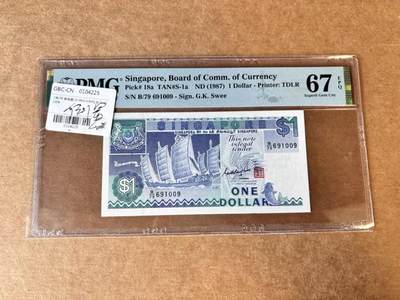 GBC-CN 0104225
PMG
Singapore, Board of Comm. of Currency
Pick# 18a TAN#S-1a ND (1987) 1 Dollar - Printer: TDLR
S/N B/79 691009 - Sign. G.K. Swee
67 EPQ
Superb Gem Unc
SINGAPORE
$1
This note
is legal
tender
B/79 691009
B/79 691009
$1
ONE
DOLLAR